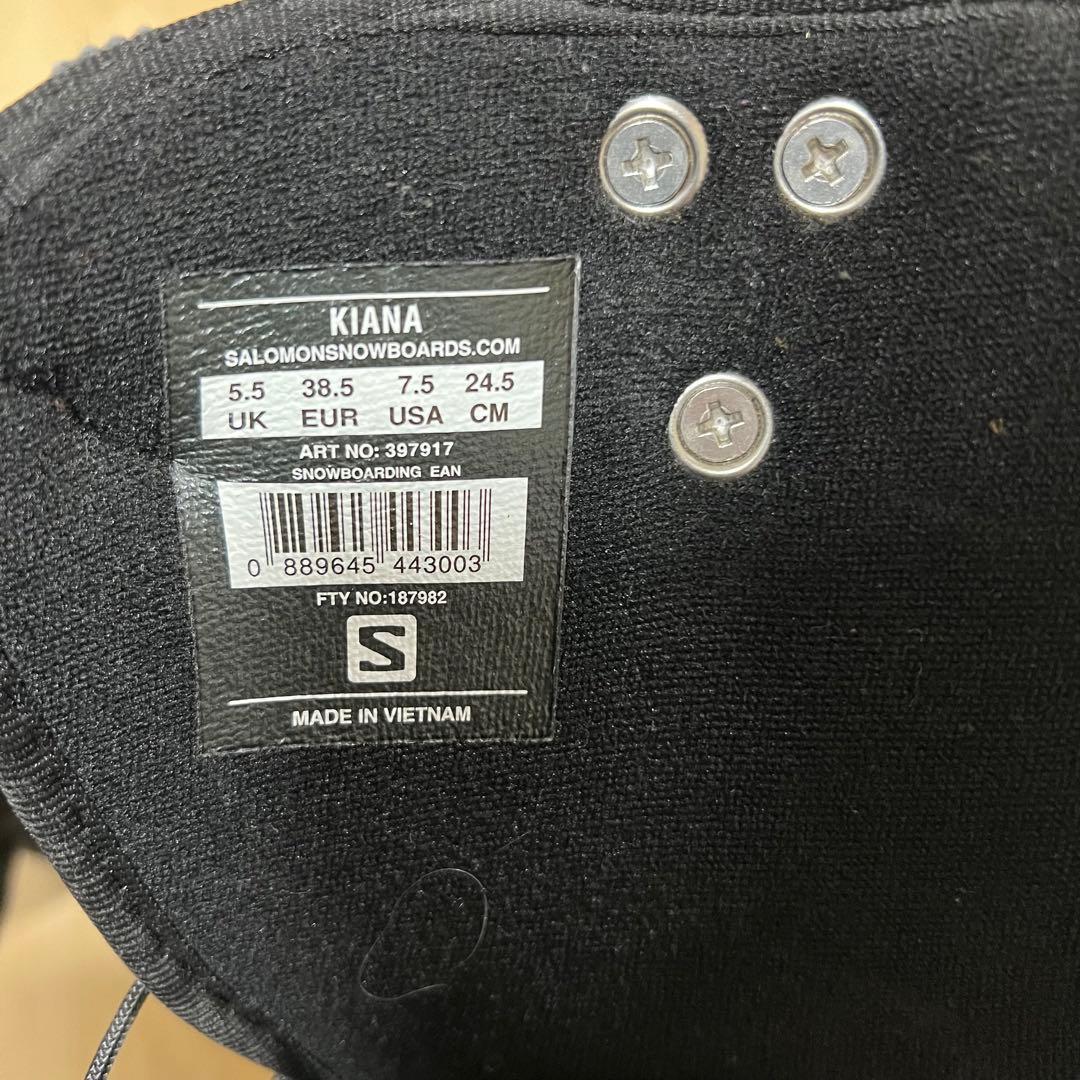 KIANA
SALOMONSNOWBOARDS.COM
5.5 38.5 7.5 24.5
UK EUR USA CM
ART NO: 397917
SNOWBOARDING EAN
0 889645 443003
FTY NO:187982
S
MADE IN VIETNAM